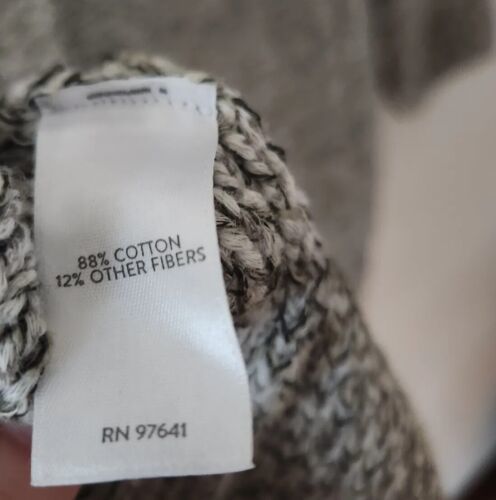 88% COTTON
12% OTHER FIBERS
RN 97641